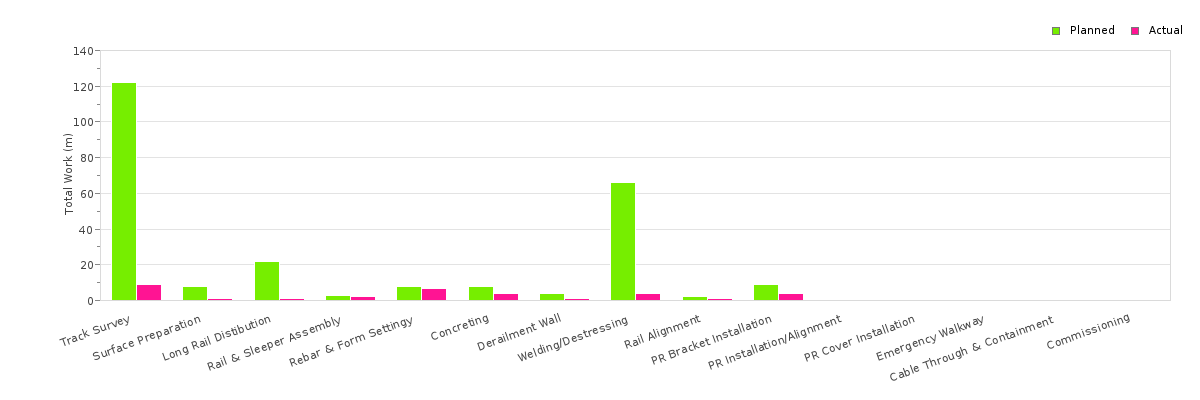 Planned
Actual
Total Work (m)
140
120
100
80
60
40
20
0
Track Survey
Surface Preparation
Long Rail Distibution
Rail & Sleeper Assembly
Rebar & Form Settingy
Concreting
Derailment Wall
Welding/Destressing
Rail Alignment
PR Bracket Installation
PR Installation/Alignment
PR Cover Installation
Emergency Walkway
Cable Through & Containment
Commissioning